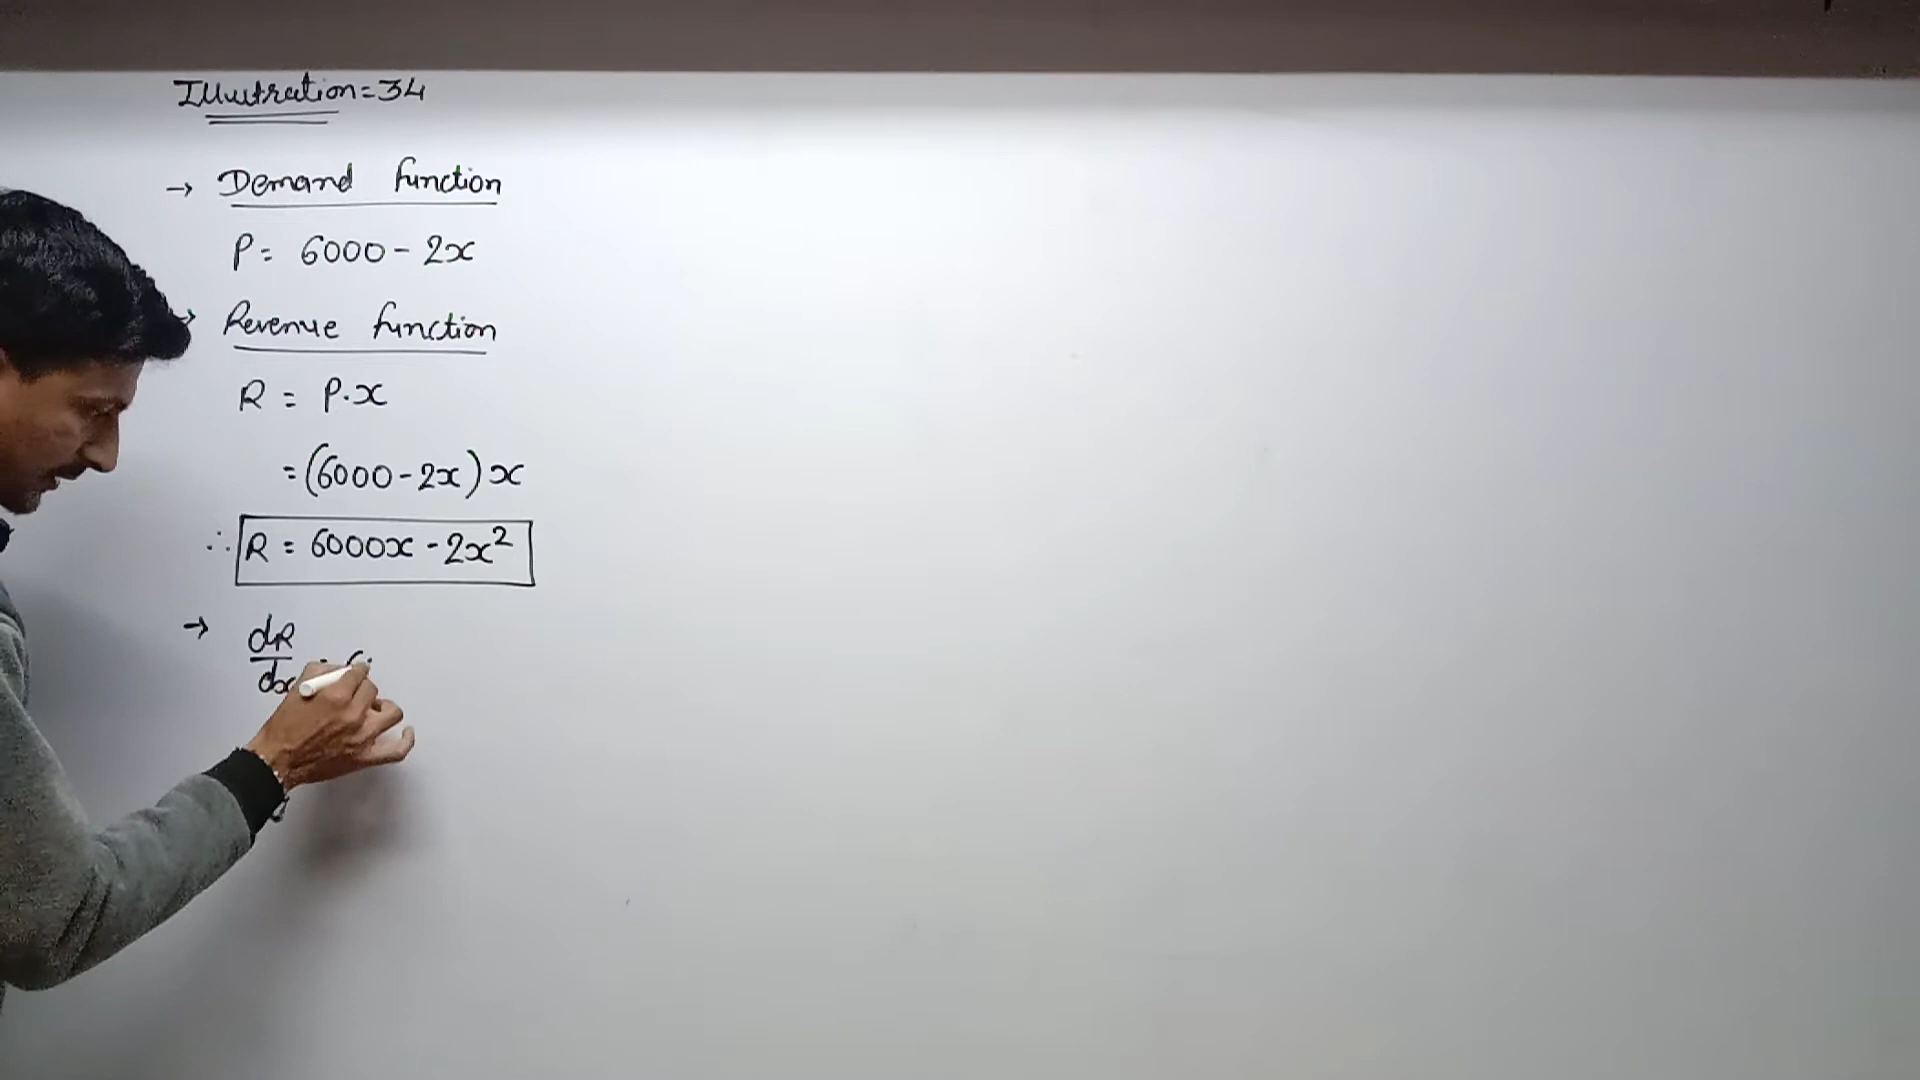 Illustration=34
→ Demand function
P = 6000 - 2x
→ Revenue function
R = P.x
= (6000 - 2x) x
∴ R = 6000x - 2x²
→ dR
dx